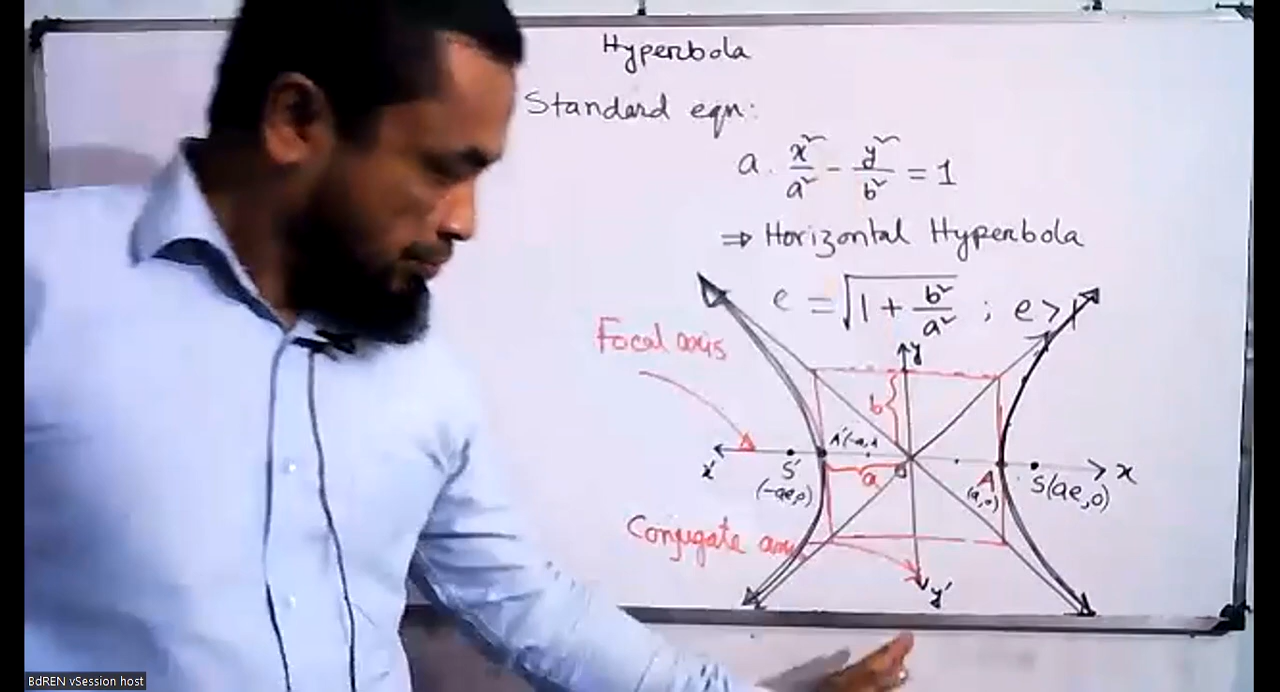 Hyperbola
Standard eqn:
a. x²/a² - y²/b² = 1
⇒ Horizontal Hyperbola
e = √(1 + b²/a²) ; e > 1
Focal axis
y
b
A'(-a,
x'
S'
(-ae,0)
a
A
(a,0)
S(ae,0)
x
Conjugate axis
y'
BdREN vSession host